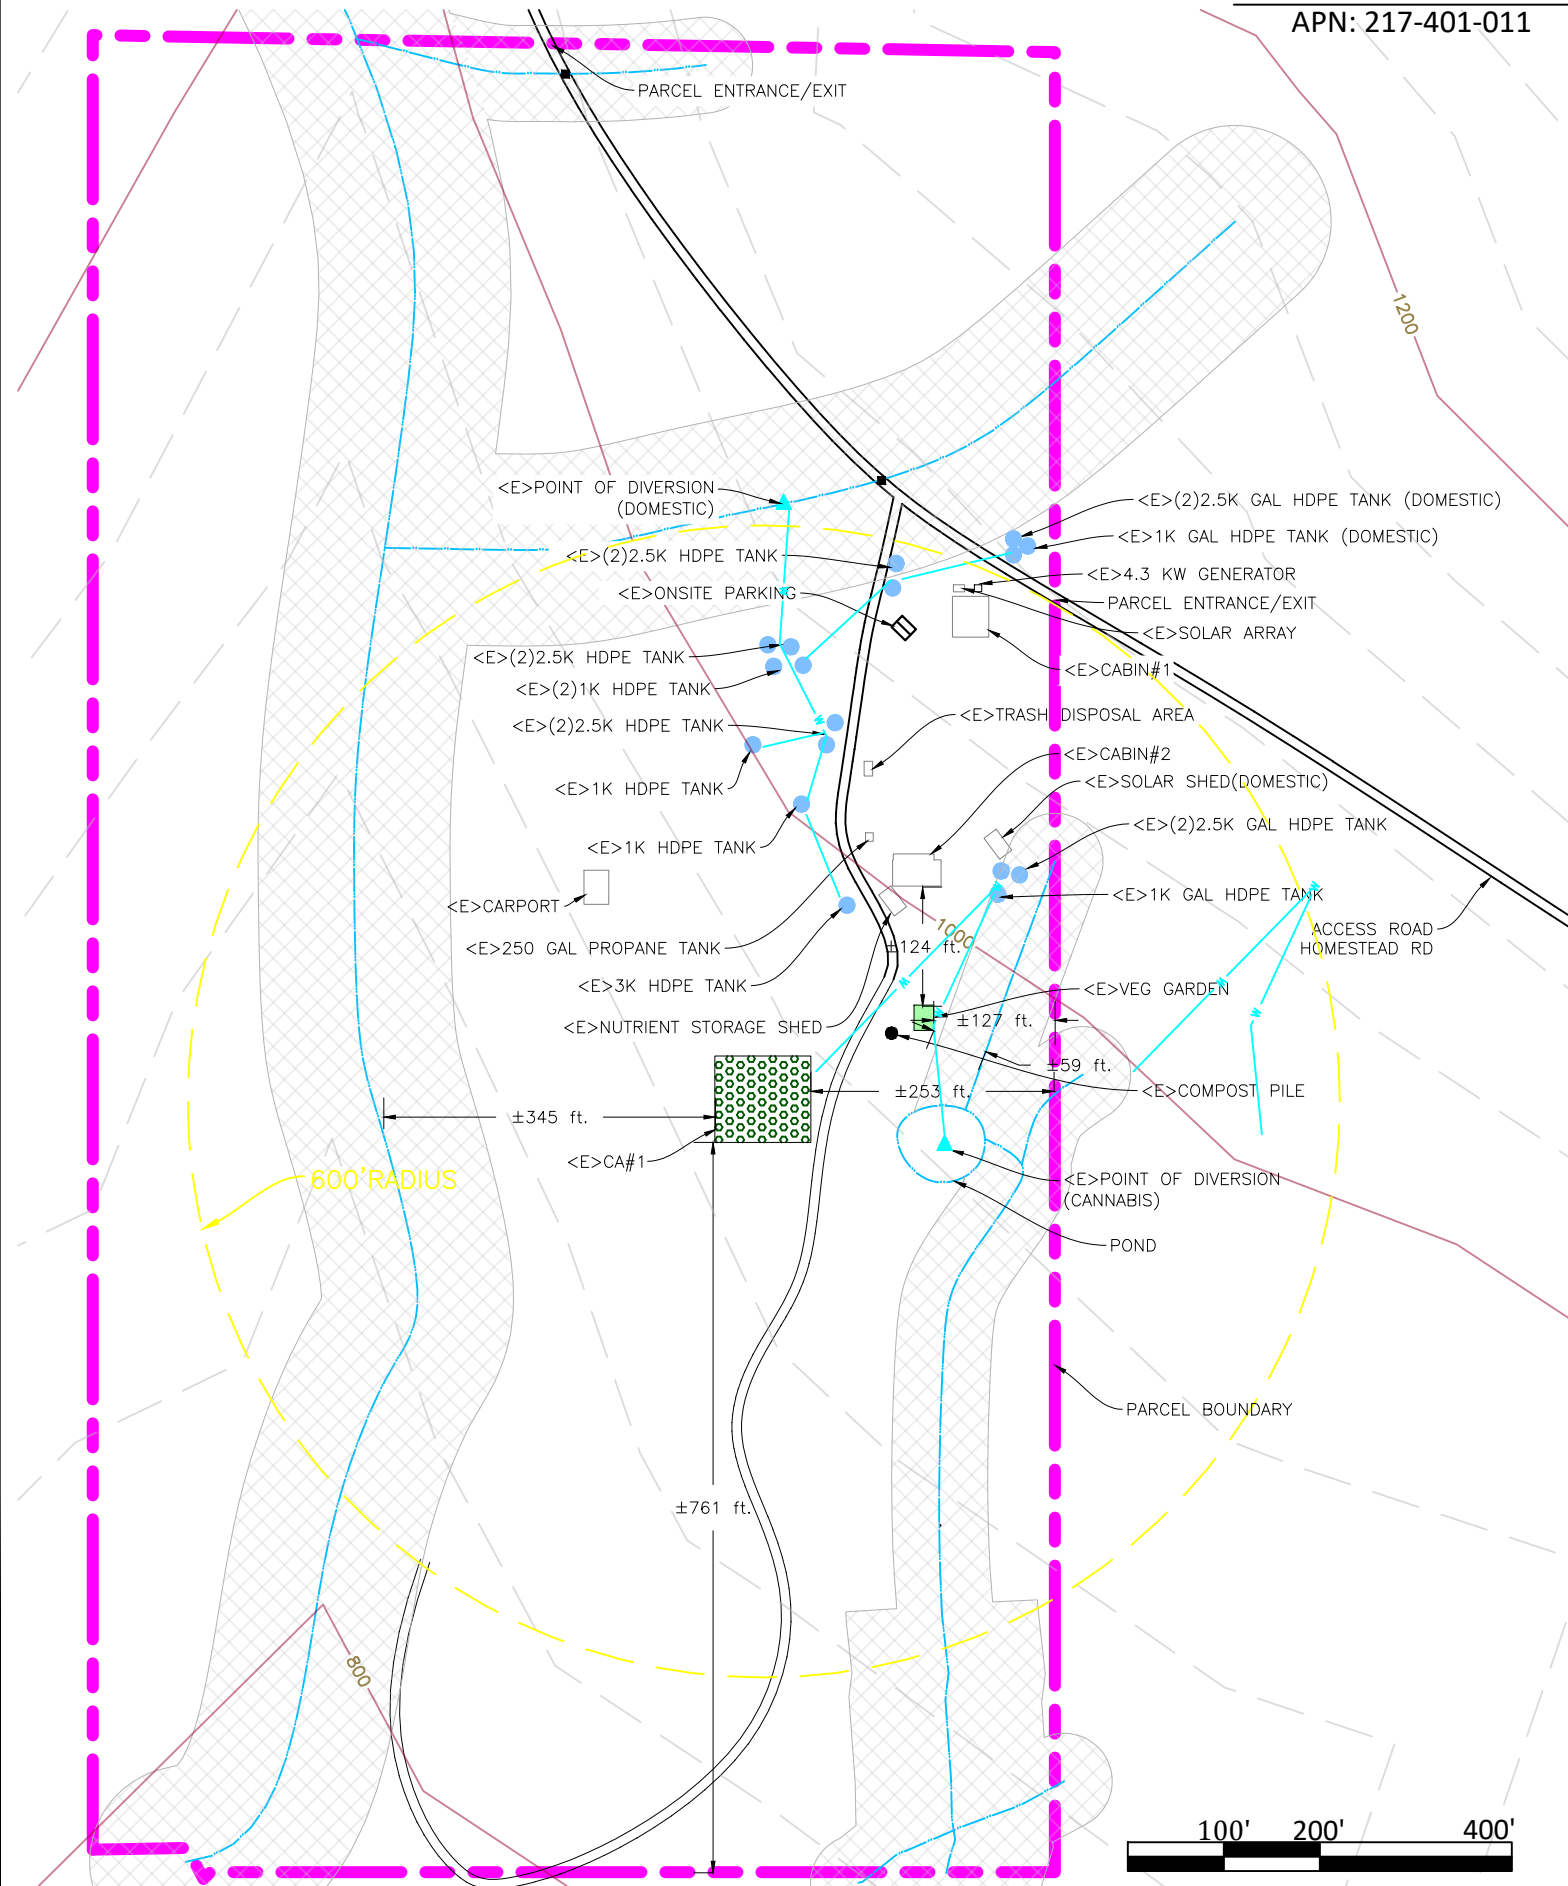 APN: 217-401-011
PARCEL ENTRANCE/EXIT
1200
<E>POINT OF DIVERSION
(DOMESTIC)
<E>(2)2.5K GAL HDPE TANK (DOMESTIC)
<E>1K GAL HDPE TANK (DOMESTIC)
<E>(2)2.5K HDPE TANK
<E>4.3 KW GENERATOR
<E>ONSITE PARKING
PARCEL ENTRANCE/EXIT
<E>SOLAR ARRAY
<E>(2)2.5K HDPE TANK
<E>CABIN#1
<E>(2)1K HDPE TANK
<E>TRASH DISPOSAL AREA
<E>(2)2.5K HDPE TANK
W
<E>CABIN#2
<E>SOLAR SHED(DOMESTIC)
<E>1K HDPE TANK
<E>(2)2.5K GAL HDPE TANK
<E>1K HDPE TANK
W
W
<E>1K GAL HDPE TANK
<E>CARPORT
1000
ACCESS ROAD
HOMESTEAD RD
<E>250 GAL PROPANE TANK
±124 ft.
<E>3K HDPE TANK
W
W
<E>VEG GARDEN
<E>NUTRIENT STORAGE SHED
W
±127 ft.
W
±59 ft.
±253 ft.
<E>COMPOST PILE
±345 ft.
<E>CA#1
600' RADIUS
<E>POINT OF DIVERSION
(CANNABIS)
POND
PARCEL BOUNDARY
±761 ft.
800
100' 200' 400'